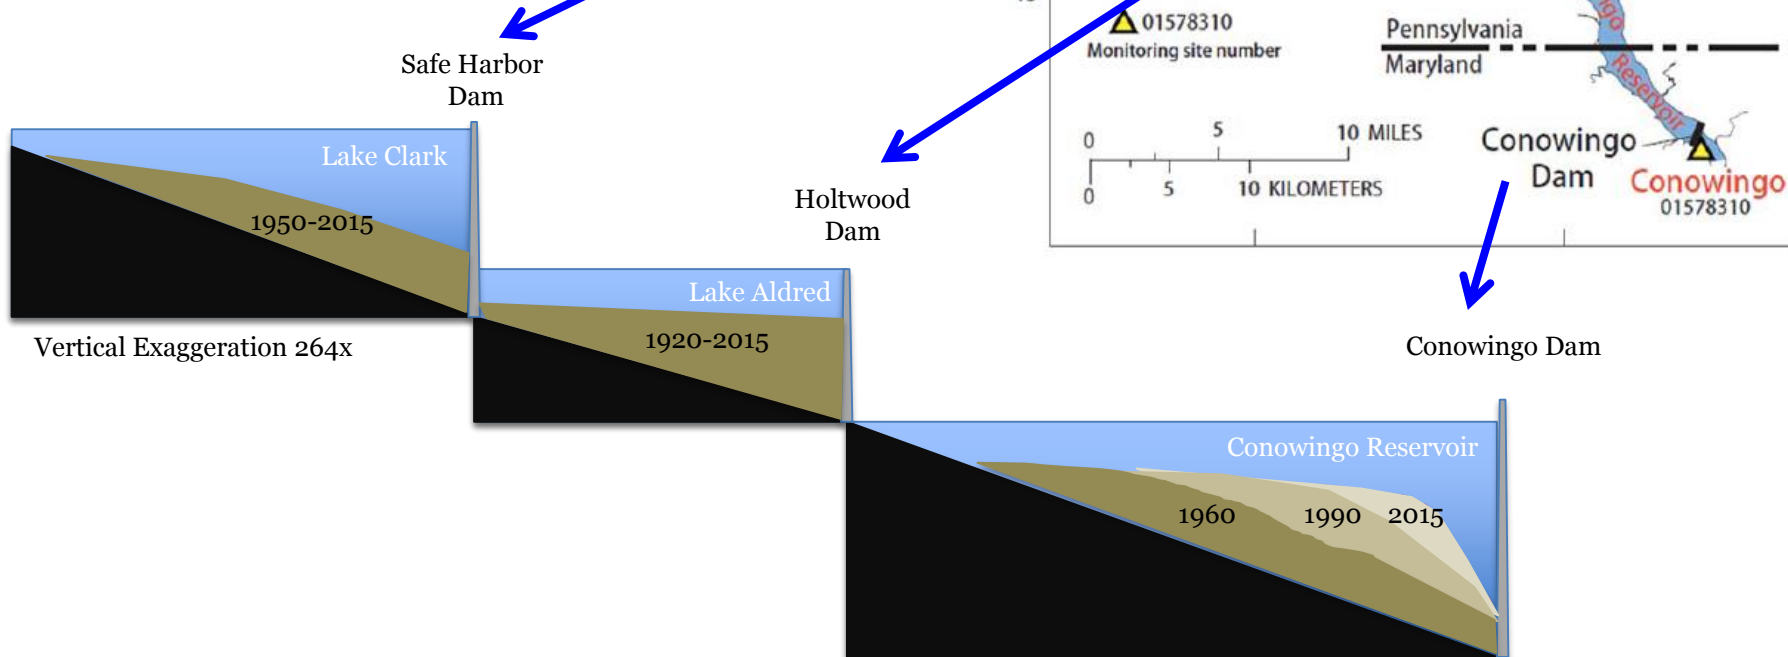 01578310
Monitoring site number
Pennsylvania
Maryland
Reservoir
0
5
10 MILES
0
5
10 KILOMETERS
Conowingo
Dam
Conowingo
01578310
Safe Harbor
Dam
Lake Clark
1950-2015
Holtwood
Dam
Lake Aldred
1920-2015
Vertical Exaggeration 264x
Conowingo Dam
Conowingo Reservoir
1960
1990
2015